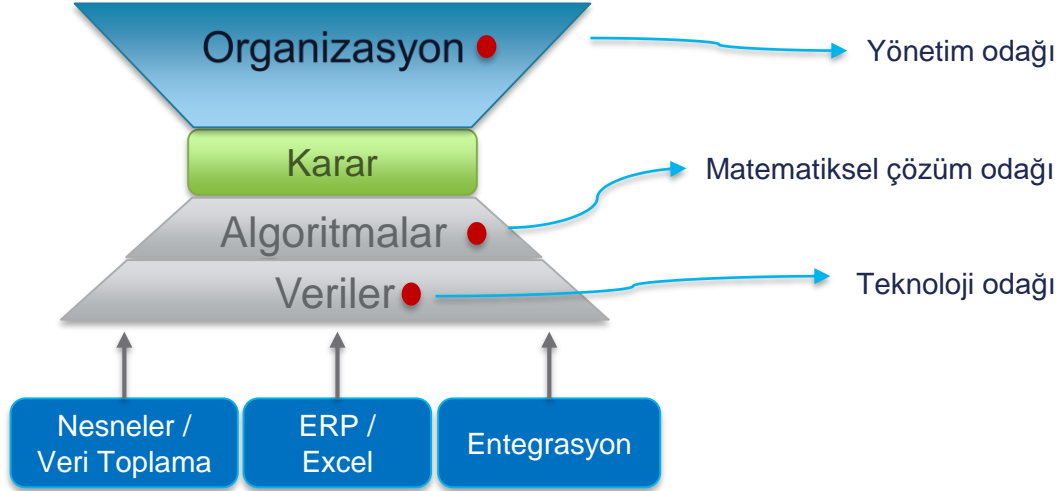 Organizasyon
Yönetim odağı
Karar
Matematiksel çözüm odağı
Algoritmalar
Veriler
Teknoloji odağı
Nesneler /
Veri Toplama
ERP /
Excel
Entegrasyon